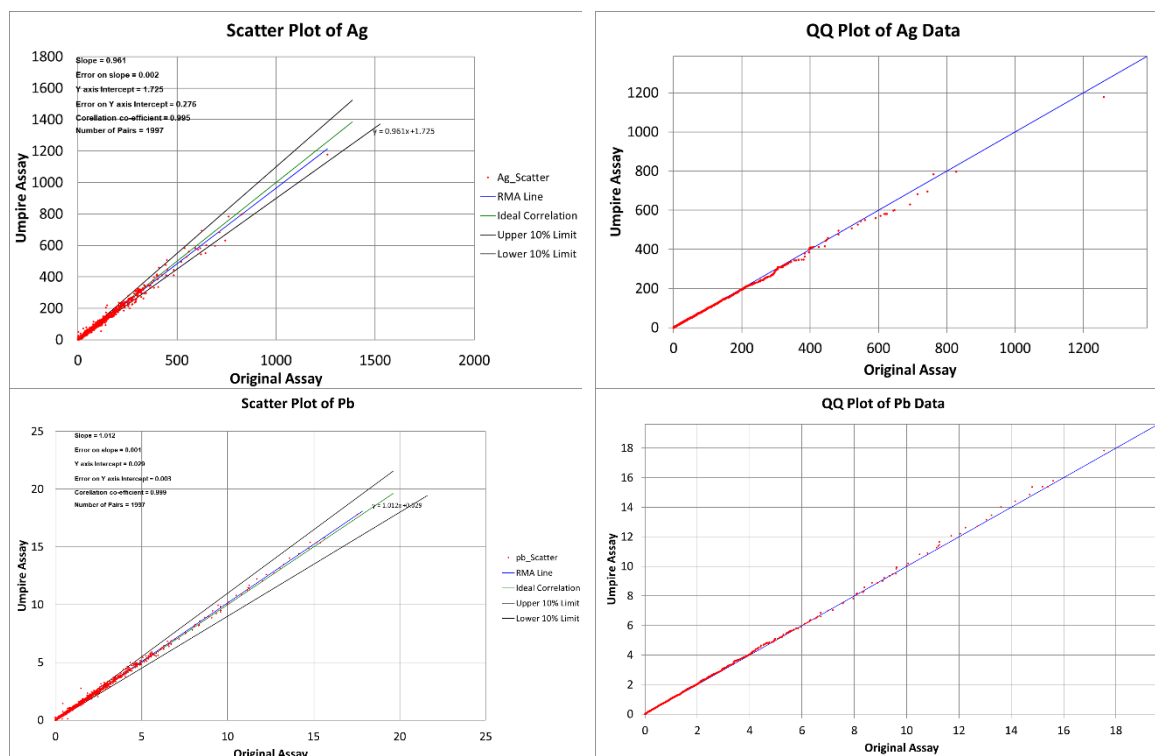 Scatter Plot of Ag
Slope = 0.961
Error on slope = 0.002
Y axis Intercept = 1.725
Error on Y axis Intercept = 0.276
Corellation co-efficient = 0.995
Number of Pairs = 1997
y = 0.961x+1.725
1800
1600
1400
1200
1000
800
600
400
200
0
Umpire Assay
0 500 1000 1500 2000
Original Assay
Ag_Scatter
RMA Line
Ideal Correlation
Upper 10% Limit
Lower 10% Limit
QQ Plot of Ag Data
1200
1000
800
600
400
200
0
Umpire Assay
0 200 400 600 800 1000 1200
Original Assay
Scatter Plot of Pb
Slope = 1.012
Error on slope = 0.001
Y axis Intercept = 0.029
Error on Y axis Intercept = 0.003
Corellation co-efficient = 0.999
Number of Pairs = 1997
y = 1.012x+0.029
25
20
15
10
5
0
Umpire Assay
0 5 10 15 20 25
Original Assay
pb_Scatter
RMA Line
Ideal Correlation
Upper 10% Limit
Lower 10% Limit
QQ Plot of Pb Data
18
16
14
12
10
8
6
4
2
0
Umpire Assay
0 2 4 6 8 10 12 14 16 18
Original Assay